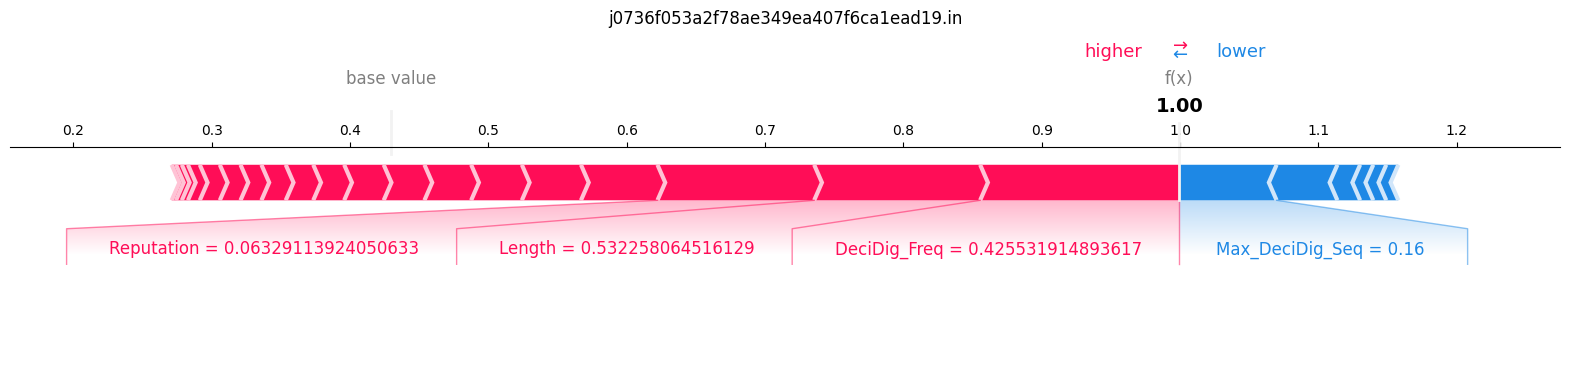 j0736f053a2f78ae349ea407f6ca1ead19.in
higher ⇄ lower
base value f(x)
1.00
0.2 0.3 0.4 0.5 0.6 0.7 0.8 0.9 1.0 1.1 1.2
Reputation = 0.06329113924050633 Length = 0.532258064516129 DeciDig_Freq = 0.425531914893617 Max_DeciDig_Seq = 0.16